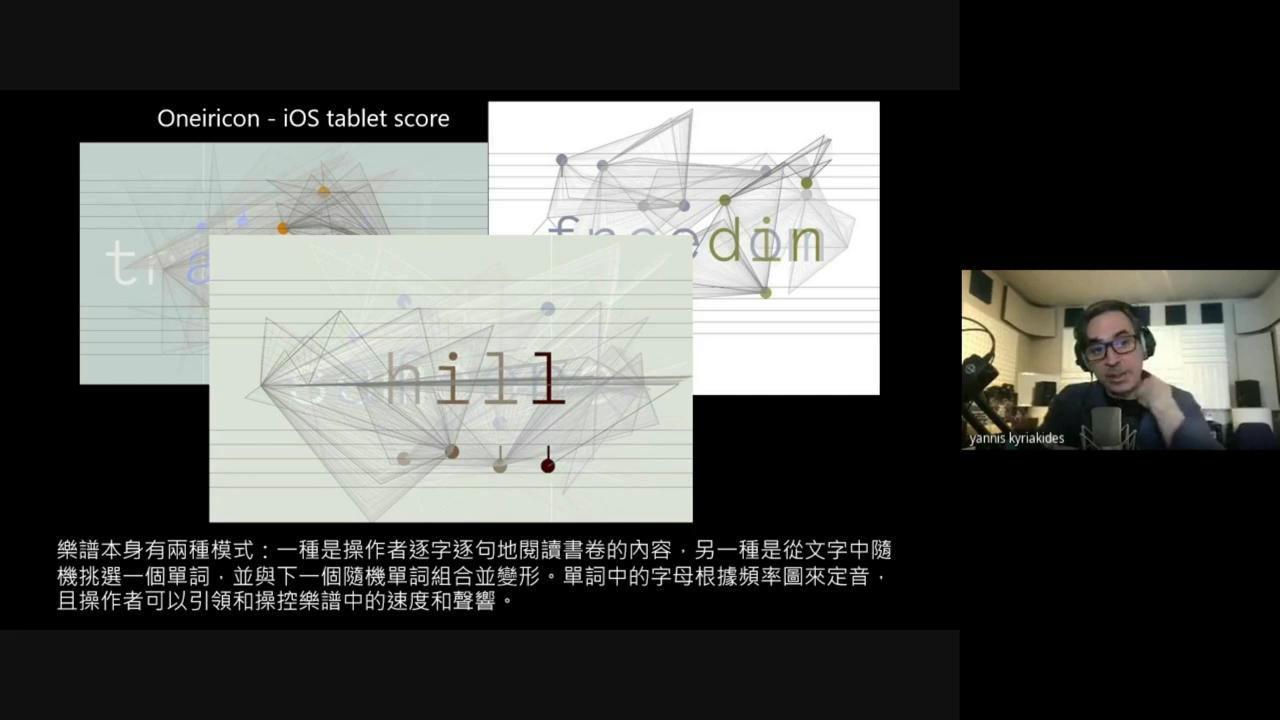 Oneiricon - iOS tablet score
hill
din
樂譜本身有兩種模式：一種是操作者逐字逐句地閱讀書卷的內容，另一種是從文字中隨
機挑選一個單詞，並與下一個隨機單詞組合並變形。單詞中的字母根據頻率圖來定音，
且操作者可以引領和操控樂譜中的速度和聲響。
yannis kyriakides